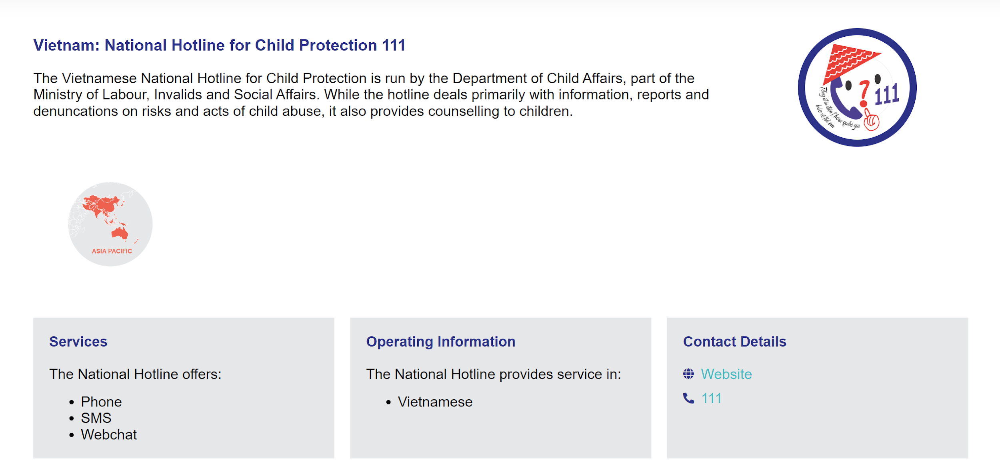 Vietnam: National Hotline for Child Protection 111
The Vietnamese National Hotline for Child Protection is run by the Department of Child Affairs, part of the
Ministry of Labour, Invalids and Social Affairs. While the hotline deals primarily with information, reports and
denuncations on risks and acts of child abuse, it also provides counselling to children.
? 111
Tổng đài điện Thoại quốc gia
bảo vệ trẻ em
ASIA PACIFIC
Services
The National Hotline offers:
• Phone
• SMS
• Webchat
Operating Information
The National Hotline provides service in:
• Vietnamese
Contact Details
Website
111